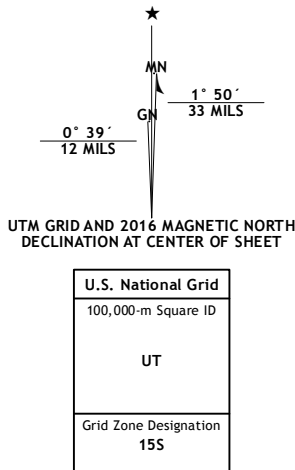 ★
MN
GN
1° 50´
33 MILS
0° 39´
12 MILS
UTM GRID AND 2016 MAGNETIC NORTH
DECLINATION AT CENTER OF SHEET
U.S. National Grid
100,000-m Square ID
UT
Grid Zone Designation
15S